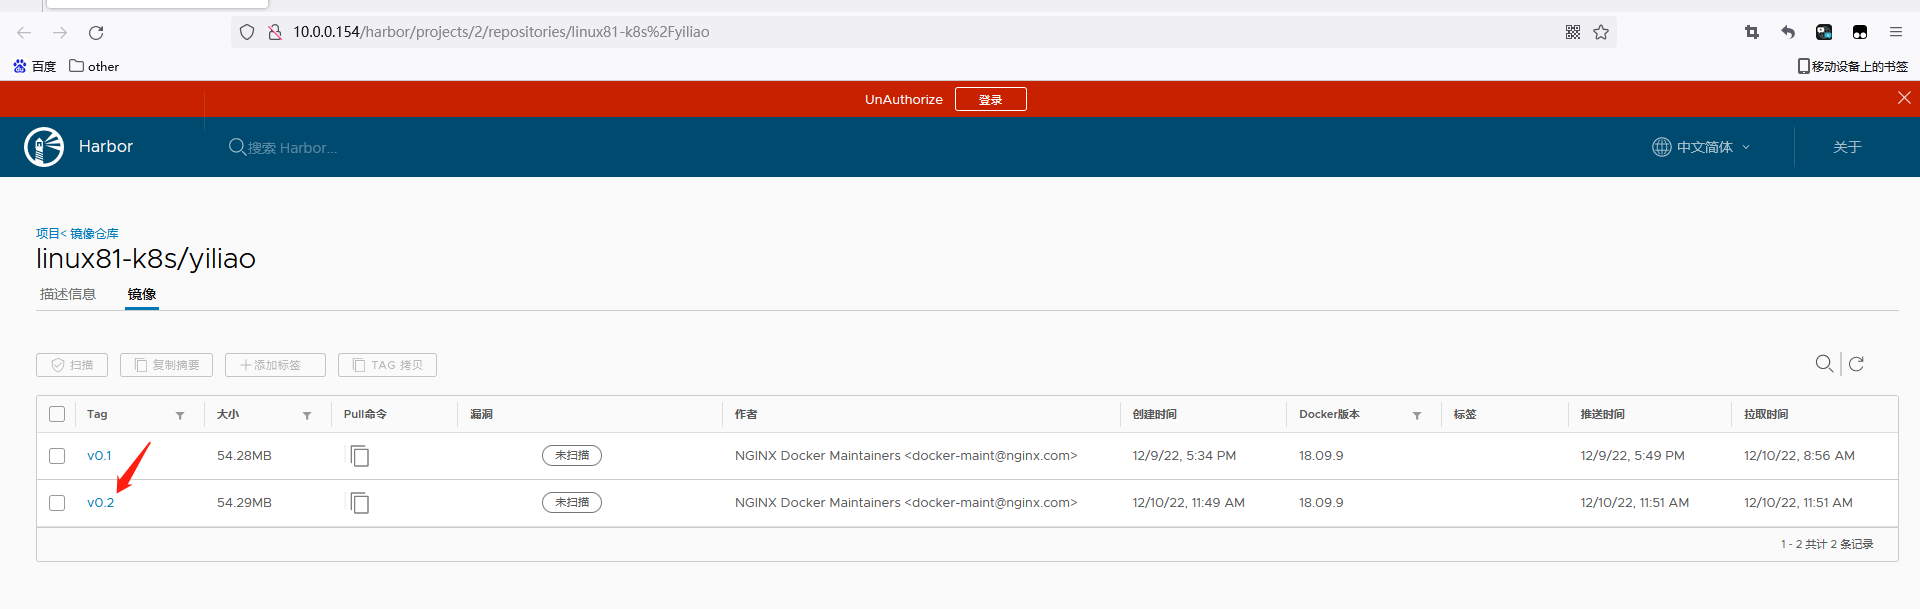 10.0.0.154/harbor/projects/2/repositories/linux81-k8s%2Fyiliao
百度 other 移动设备上的书签
UnAuthorize 登录
Harbor 搜索 Harbor... 中文简体 关于
项目< 镜像仓库
linux81-k8s/yiliao
描述信息 镜像
扫描 复制摘要 添加标签 TAG 拷贝
Tag 大小 Pull命令 漏洞 作者 创建时间 Docker版本 标签 推送时间 拉取时间
v0.1 54.28MB 未扫描 NGINX Docker Maintainers <docker-maint@nginx.com> 12/9/22, 5:34 PM 18.09.9 12/9/22, 5:49 PM 12/10/22, 8:56 AM
v0.2 54.29MB 未扫描 NGINX Docker Maintainers <docker-maint@nginx.com> 12/10/22, 11:49 AM 18.09.9 12/10/22, 11:51 AM 12/10/22, 11:51 AM
1 - 2 共计 2 条记录